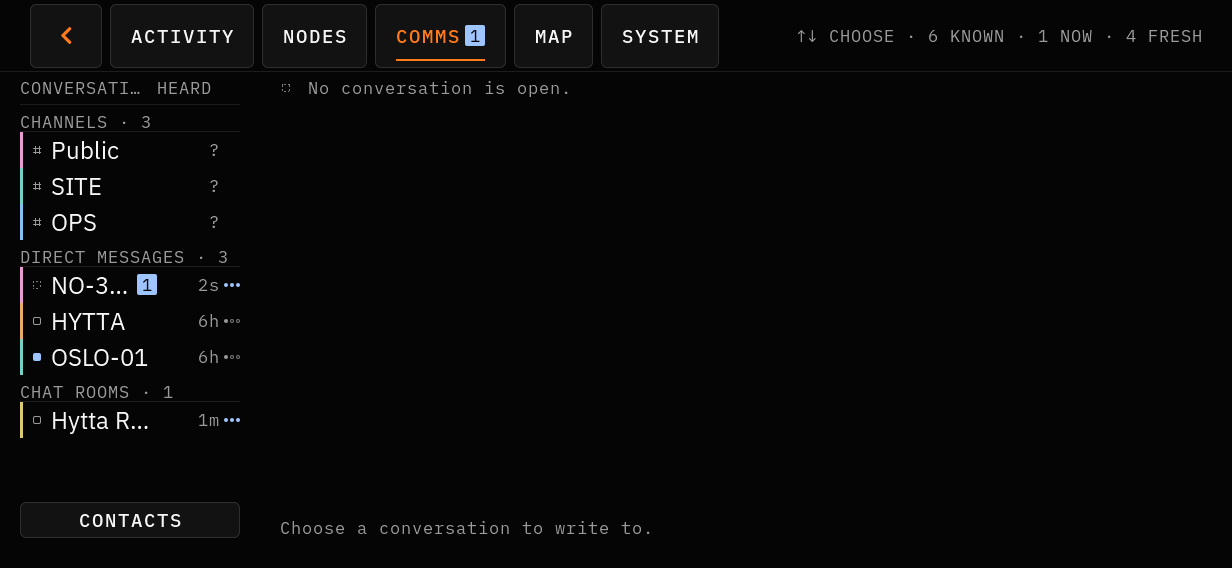 ACTIVITY NODES COMMS 1 MAP SYSTEM ↑↓ CHOOSE · 6 KNOWN · 1 NOW · 4 FRESH
CONVERSATI… HEARD
No conversation is open.
CHANNELS · 3
# Public ?
# SITE ?
# OPS ?
DIRECT MESSAGES · 3
NO-3… 1 2s
HYTTA 6h
OSLO-01 6h
CHAT ROOMS · 1
Hytta R… 1m
CONTACTS
Choose a conversation to write to.